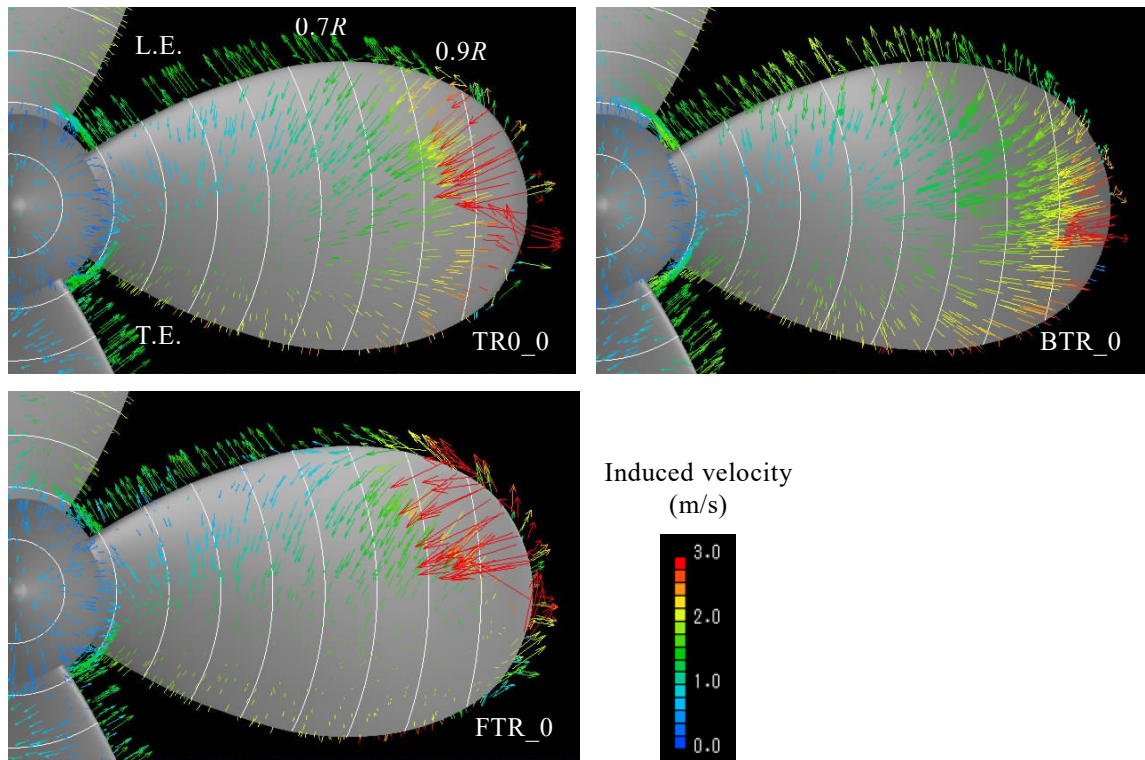 L.E.
0.7R
0.9R
T.E.
TR0_0
BTR_0
FTR_0
Induced velocity
(m/s)
3.0
2.0
1.0
0.0